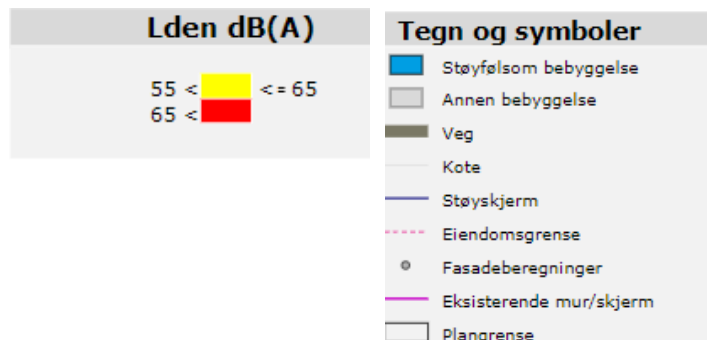 Lden dB(A)
55 < <= 65
65 <
Tegn og symboler
Støyfølsom bebyggelse
Annen bebyggelse
Veg
Kote
Støyskjerm
Eiendomsgrense
Fasadeberegninger
Eksisterende mur/skjerm
Plangrense